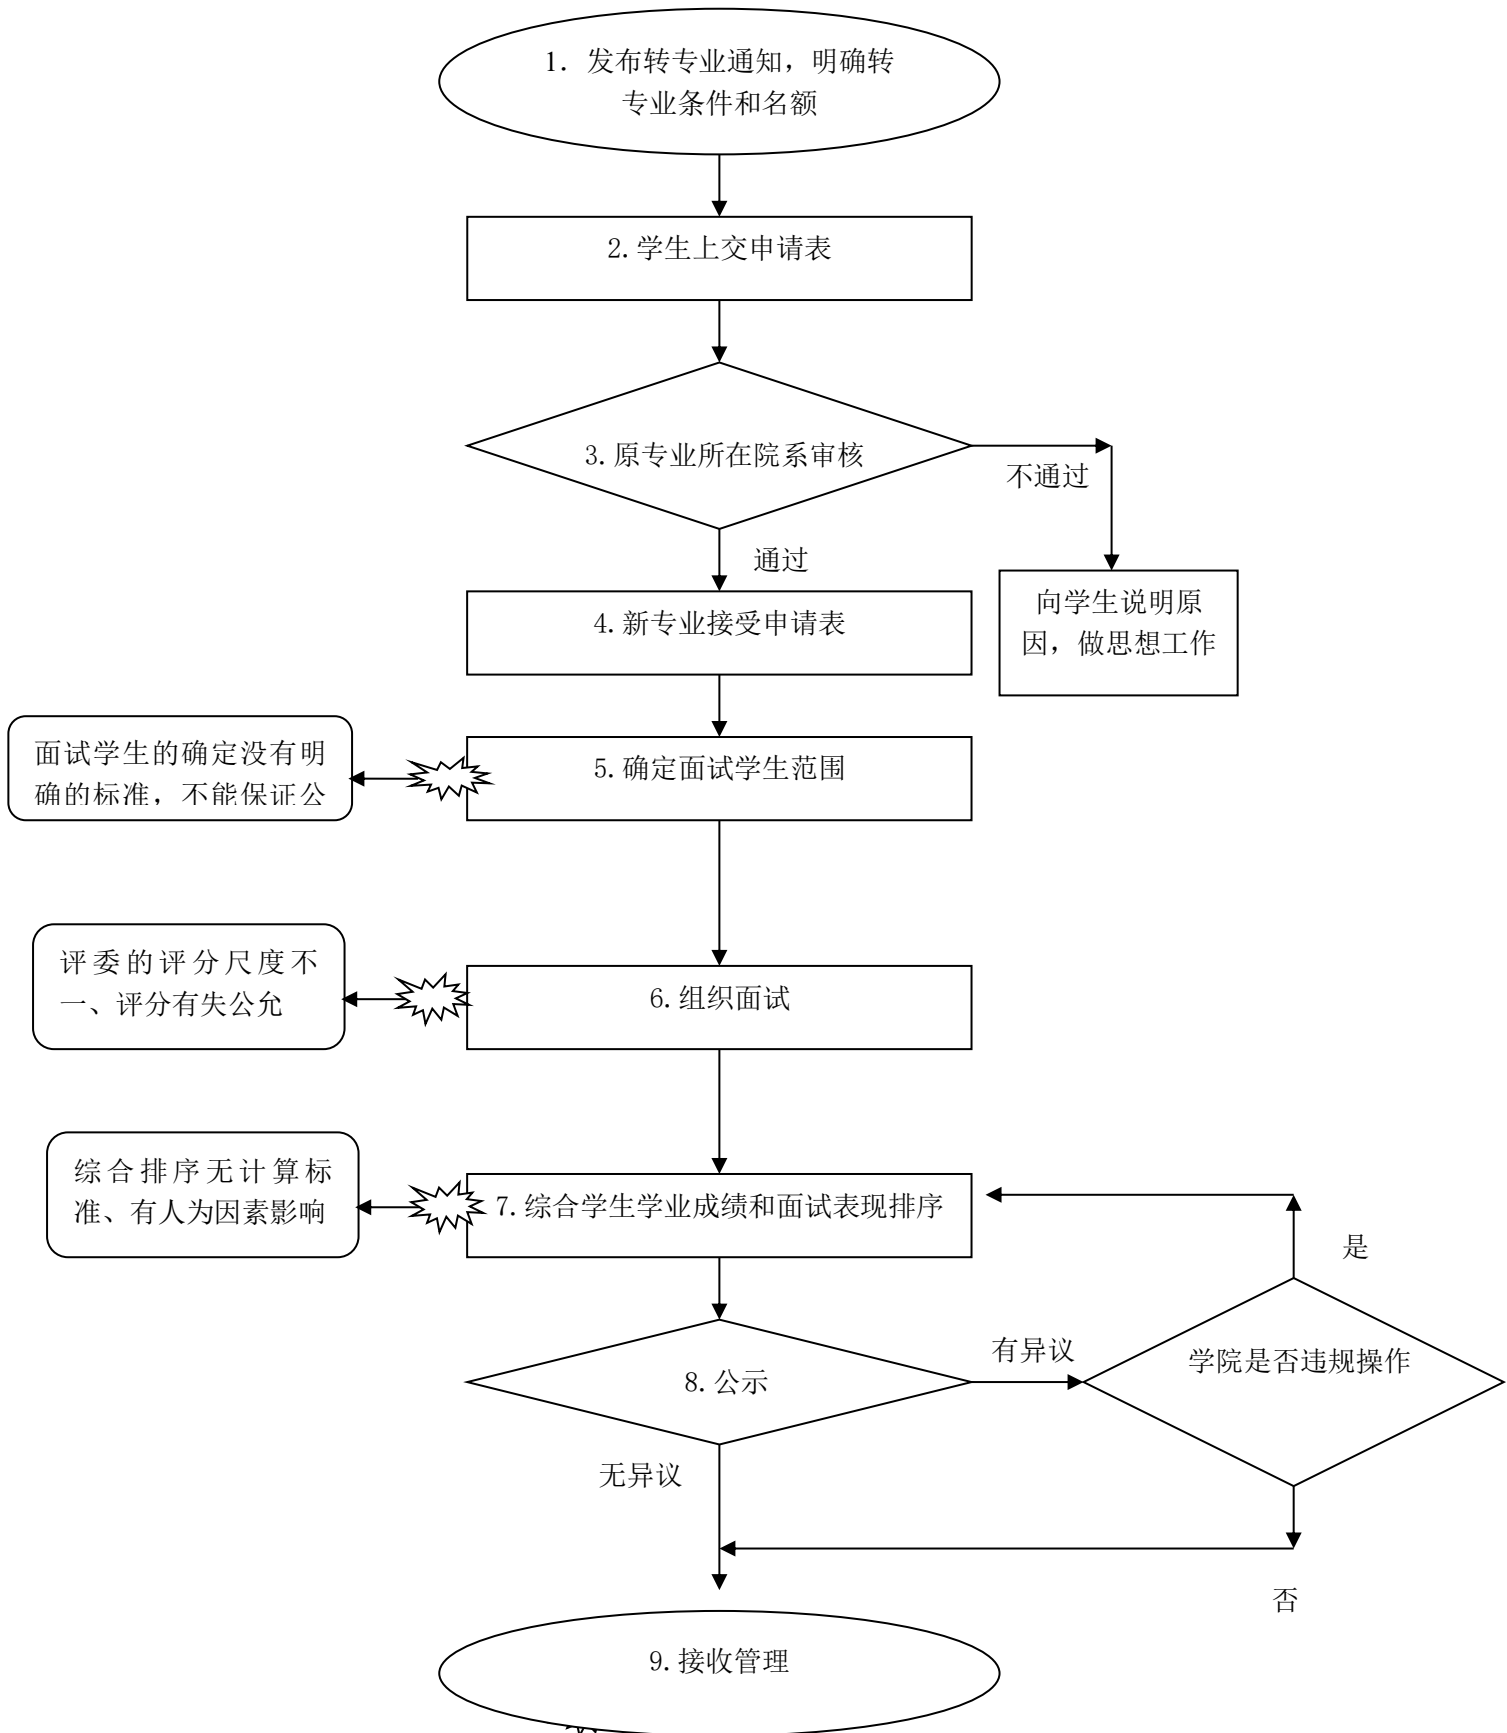 1. 发布转专业通知，明确转
专业条件和名额
2.学生上交申请表
3.原专业所在院系审核
不通过
通过
向学生说明原
因，做思想工作
4.新专业接受申请表
面试学生的确定没有明
确的标准，不能保证公
5.确定面试学生范围
评委的评分尺度不
一、评分有失公允
6.组织面试
综合排序无计算标
准、有人为因素影响
7.综合学生学业成绩和面试表现排序
是
有异议
学院是否违规操作
8.公示
无异议
否
9.接收管理